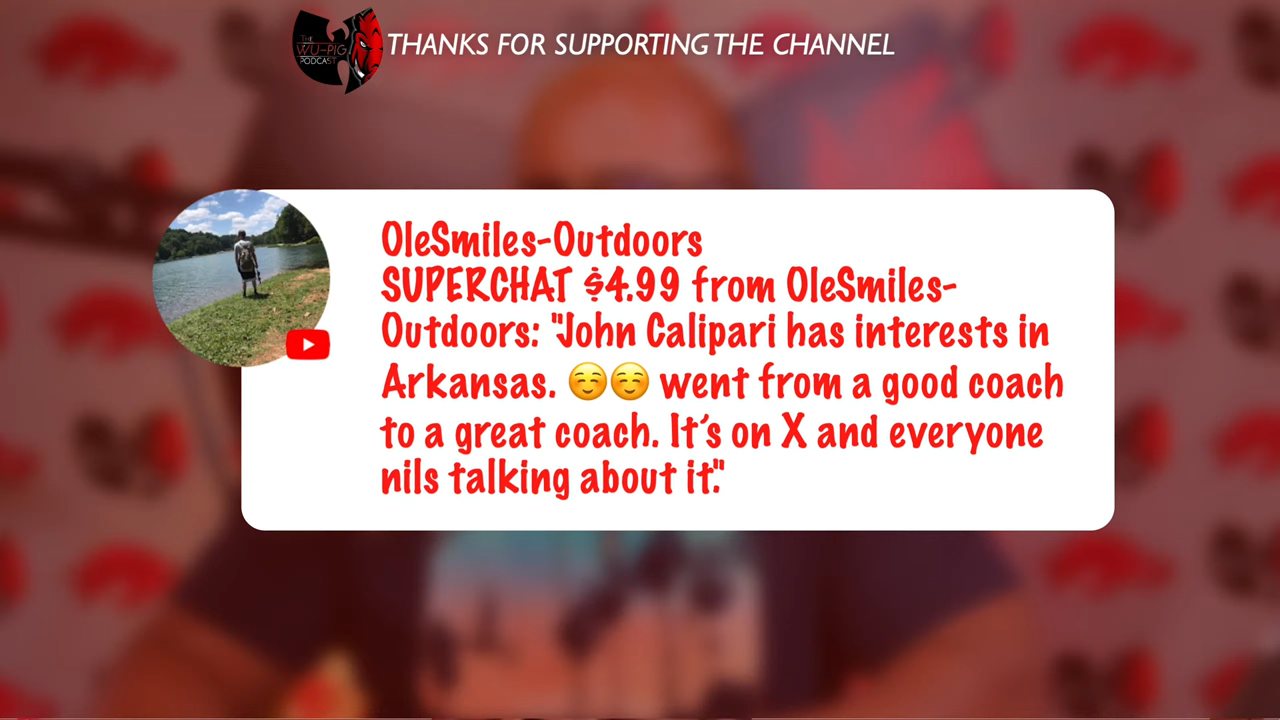 THE
WU-PIG
PODCAST
THANKS FOR SUPPORTING THE CHANNEL
OleSmiles-Outdoors
SUPERCHAT $4.99 from OleSmiles-
Outdoors: "John Calipari has interests in
Arkansas. ☺️☺️ went from a good coach
to a great coach. It’s on X and everyone
nils talking about it."